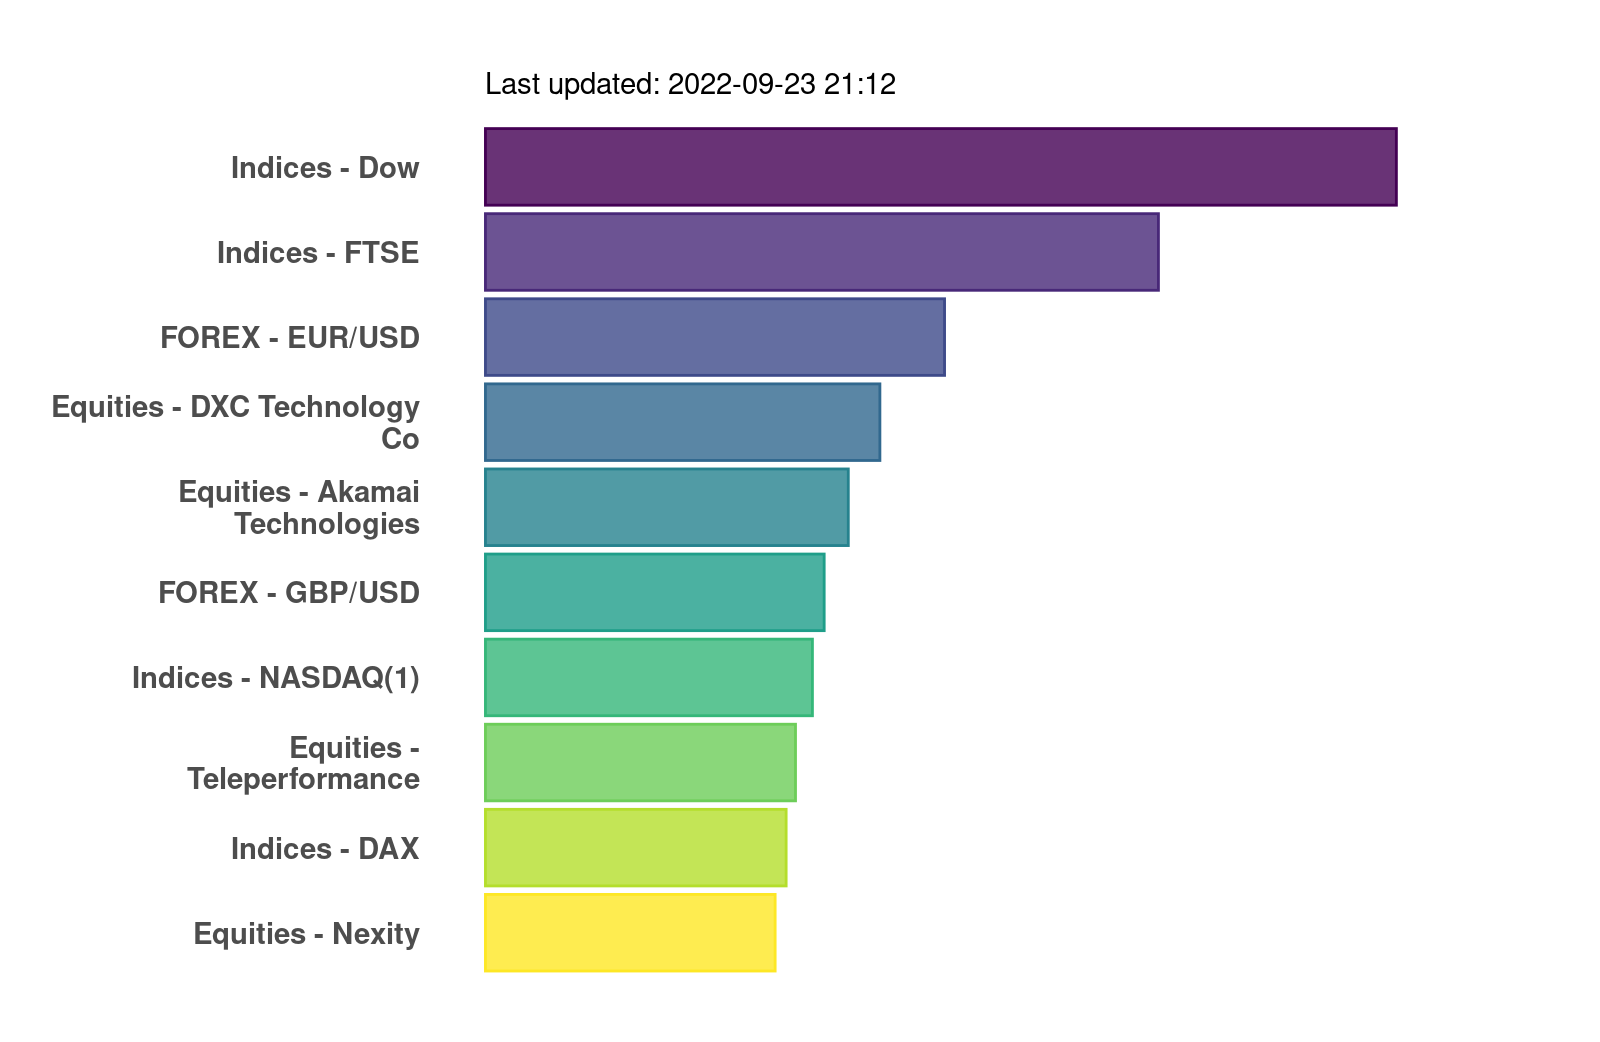 Last updated: 2022-09-23 21:12
Indices - Dow
Indices - FTSE
FOREX - EUR/USD
Equities - DXC Technology
Co
Equities - Akamai
Technologies
FOREX - GBP/USD
Indices - NASDAQ(1)
Equities -
Teleperformance
Indices - DAX
Equities - Nexity